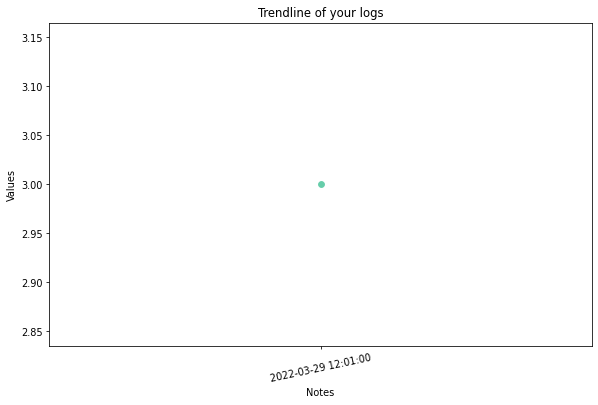 Trendline of your logs
3.15
3.10
3.05
3.00
2.95
2.90
2.85
Values
2022-03-29 12:01:00
Notes